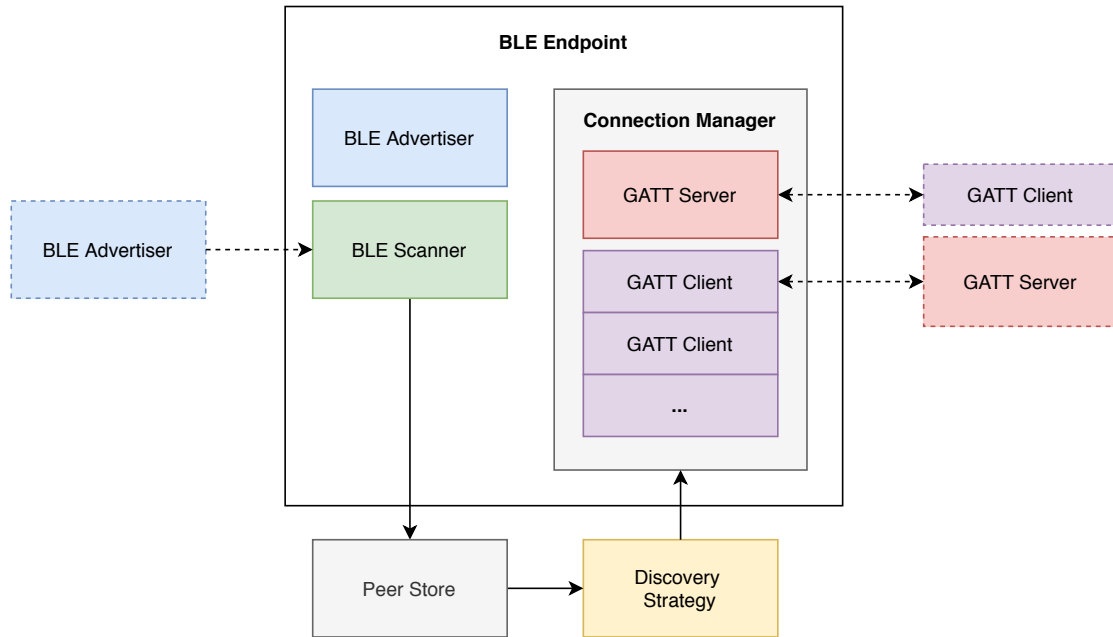 BLE Endpoint
BLE Advertiser
Connection Manager
GATT Server
GATT Client
BLE Advertiser
BLE Scanner
GATT Client
GATT Server
GATT Client
...
Peer Store
Discovery
Strategy